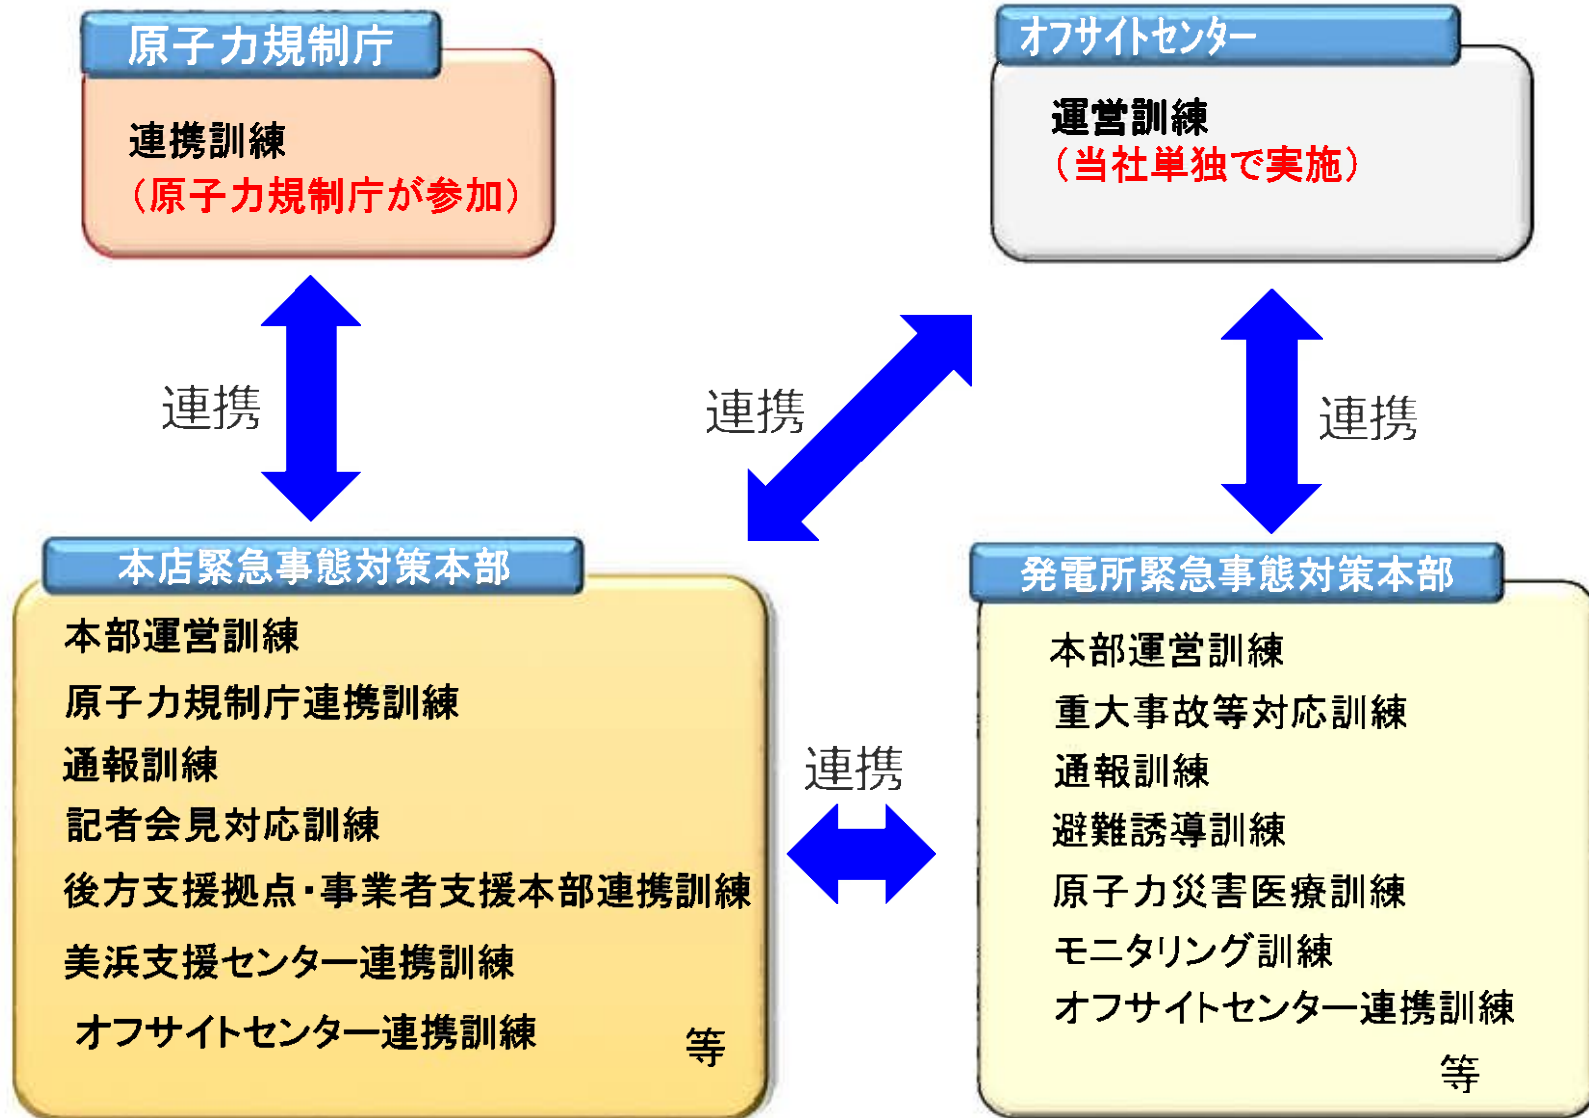 原子力規制庁
連携訓練
（原子力規制庁が参加）
オフサイトセンター
運営訓練
（当社単独で実施）
連携
連携
連携
本店緊急事態対策本部
本部運営訓練
原子力規制庁連携訓練
通報訓練
記者会見対応訓練
後方支援拠点・事業者支援本部連携訓練
美浜支援センター連携訓練
オフサイトセンター連携訓練
等
連携
発電所緊急事態対策本部
本部運営訓練
重大事故等対応訓練
通報訓練
避難誘導訓練
原子力災害医療訓練
モニタリング訓練
オフサイトセンター連携訓練
等